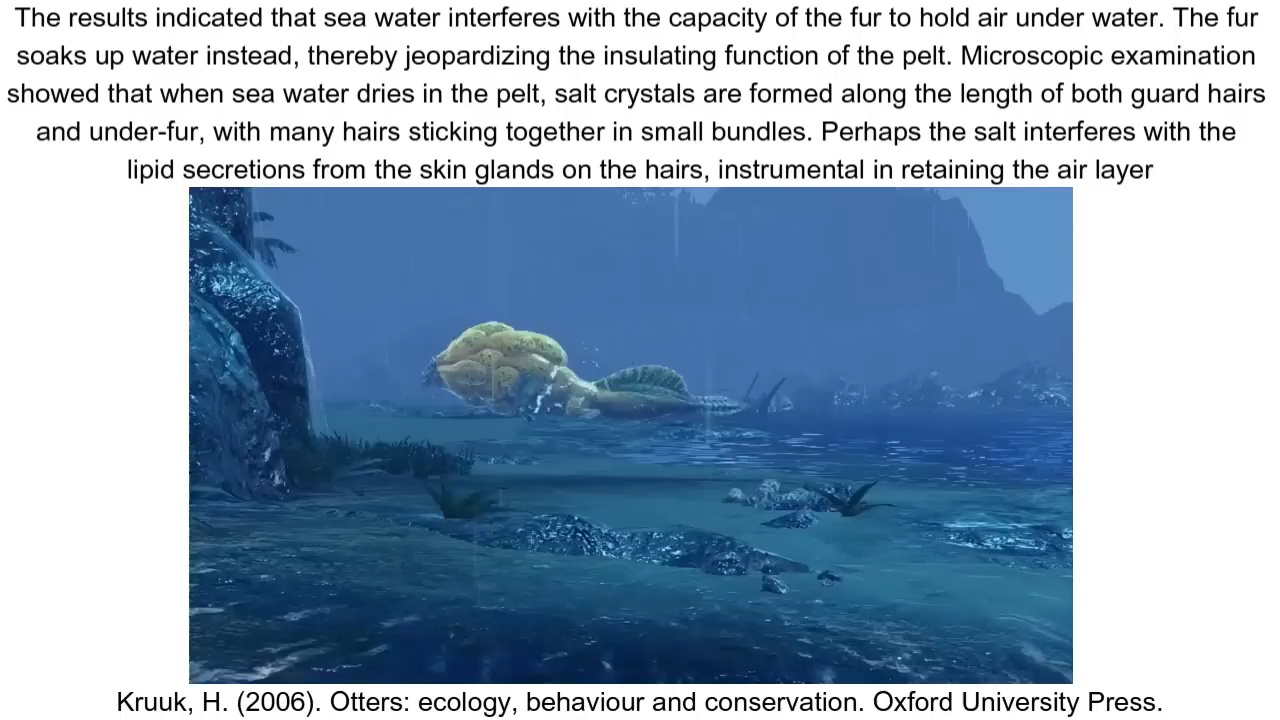 The results indicated that sea water interferes with the capacity of the fur to hold air under water. The fur
soaks up water instead, thereby jeopardizing the insulating function of the pelt. Microscopic examination
showed that when sea water dries in the pelt, salt crystals are formed along the length of both guard hairs
and under-fur, with many hairs sticking together in small bundles. Perhaps the salt interferes with the
lipid secretions from the skin glands on the hairs, instrumental in retaining the air layer
Kruuk, H. (2006). Otters: ecology, behaviour and conservation. Oxford University Press.